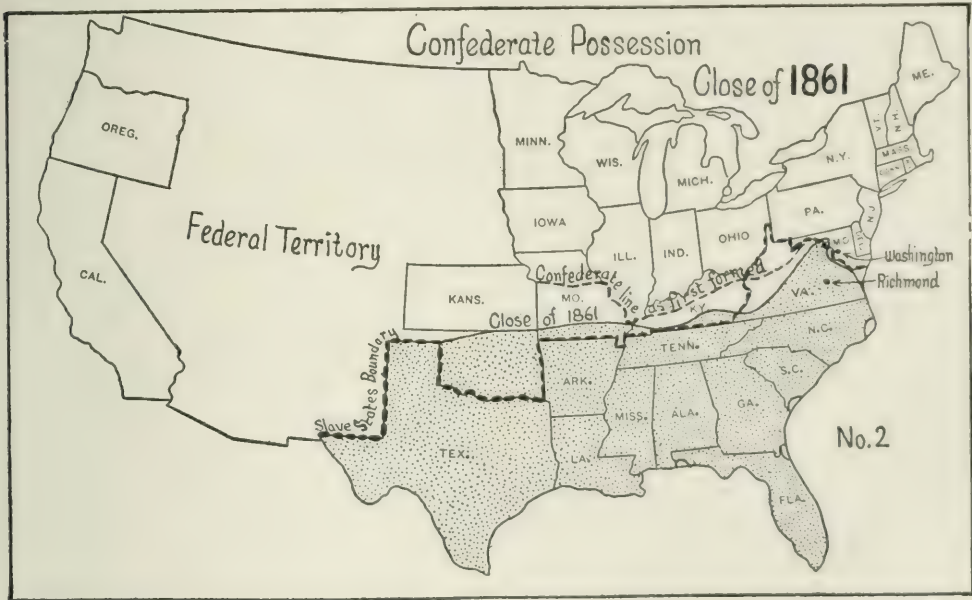 Confederate Possession
Close of 1861
ME.
VT.
N.H.
MASS.
OREG.
MINN.
WIS.
MICH.
N.Y.
IOWA
PA.
N.J.
Federal Territory
ILL.
IND.
OHIO
MD.
Washington
Richmond
CAL.
KANS.
MO.
Confederate line as first formed
KY.
VA.
Close of 1861
Slave States Boundary
TENN.
N.C.
ARK.
S.C.
MISS.
ALA.
GA.
No.2
TEX.
LA.
FLA.